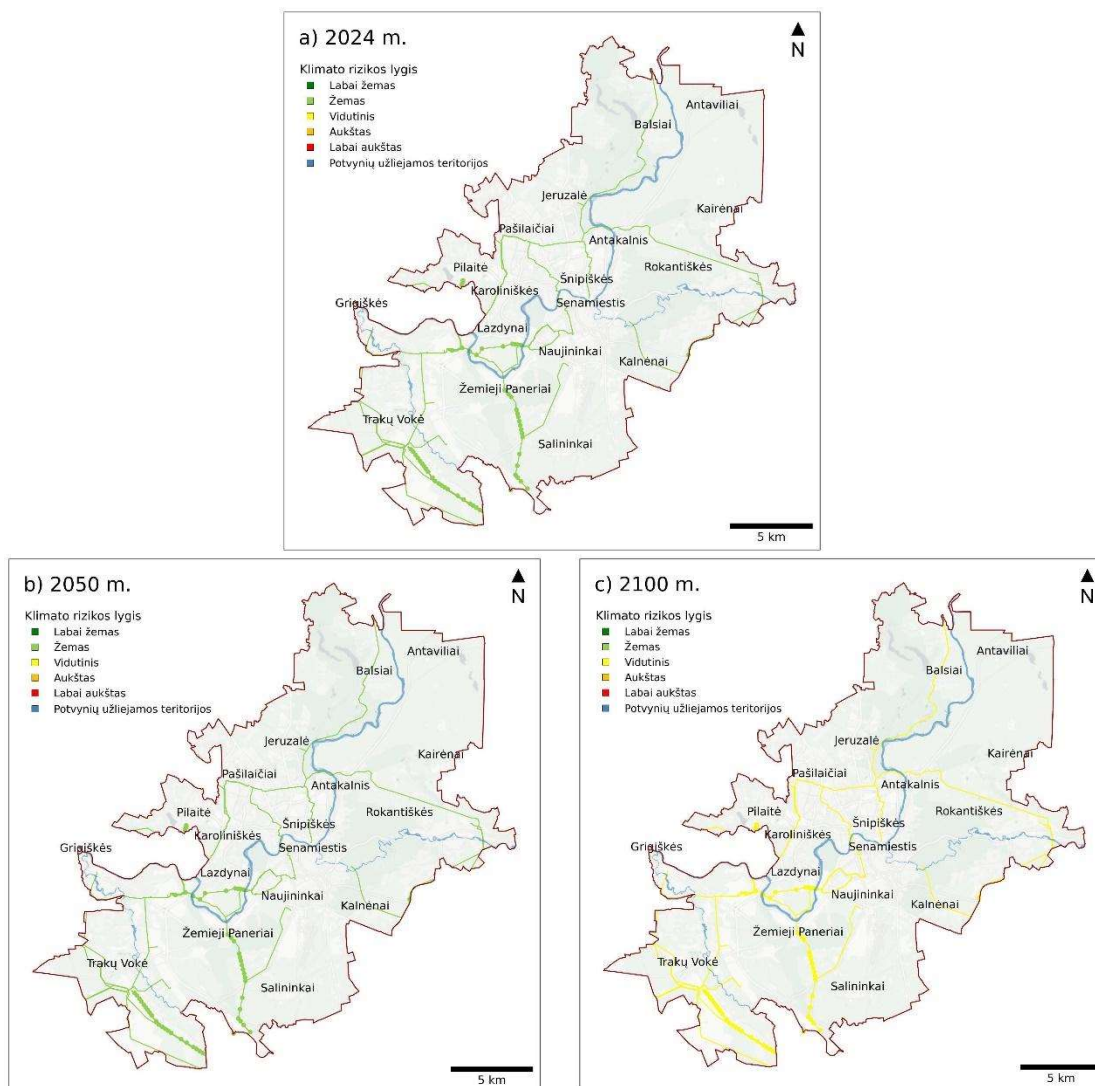 a) 2024 m.
N
Klimato rizikos lygis
Labai žemas
Žemas
Vidutinis
Aukštas
Labai aukštas
Potvynių užliejamos teritorijos
Antaviliai
Balsiai
Jeruzalė
Kairėnai
Pašilaičiai
Antakalnis
Pilaitė
Rokantiškės
Šnipiškės
Karoliniškės
Grigiškės
Senamiestis
Lazdynai
Naujininkai
Kalnėnai
Žemieji Paneriai
Trakų Vokė
Salininkai
5 km
b) 2050 m.
N
Klimato rizikos lygis
Labai žemas
Žemas
Vidutinis
Aukštas
Labai aukštas
Potvynių užliejamos teritorijos
Antaviliai
Balsiai
Jeruzalė
Kairėnai
Pašilaičiai
Antakalnis
Pilaitė
Rokantiškės
Šnipiškės
Karoliniškės
Grigiškės
Senamiestis
Lazdynai
Naujininkai
Kalnėnai
Žemieji Paneriai
Trakų Vokė
Salininkai
5 km
c) 2100 m.
N
Klimato rizikos lygis
Labai žemas
Žemas
Vidutinis
Aukštas
Labai aukštas
Potvynių užliejamos teritorijos
Antaviliai
Balsiai
Jeruzalė
Kairėnai
Pašilaičiai
Antakalnis
Pilaitė
Rokantiškės
Šnipiškės
Karoliniškės
Grigiškės
Senamiestis
Lazdynai
Naujininkai
Kalnėnai
Žemieji Paneriai
Trakų Vokė
Salininkai
5 km